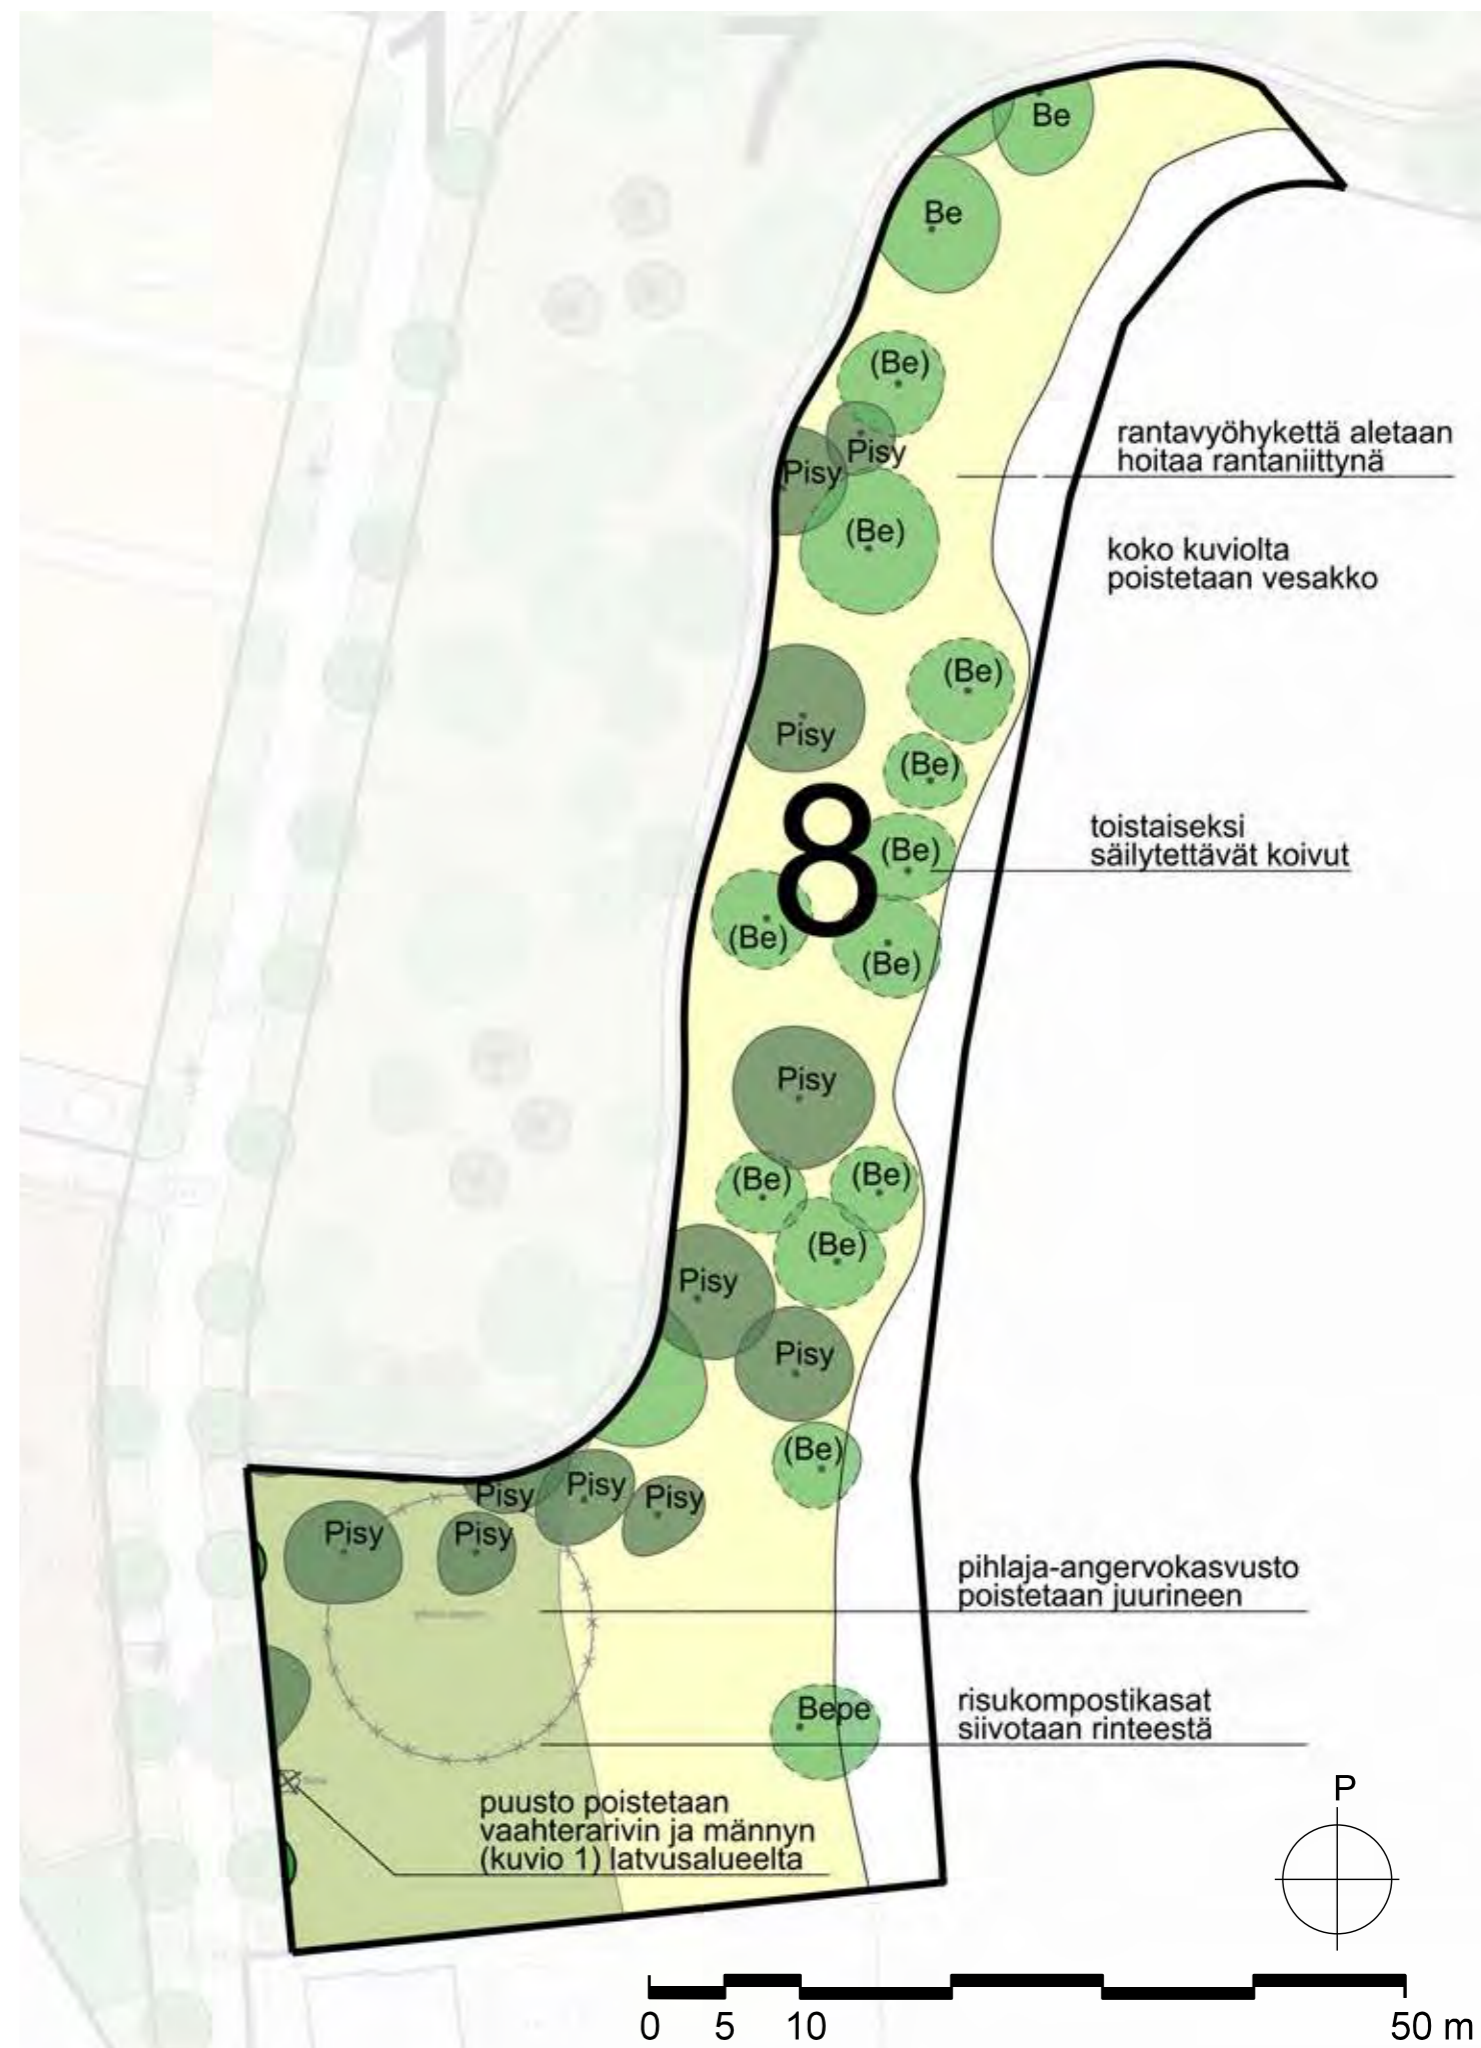 1
7
Be
Be
(Be)
Pisy
Pisy
(Be)
rantavyöhykettä aletaan
hoitaa rantaniittynä
koko kuviolta
poistetaan vesakko
(Be)
Pisy
(Be)
8
(Be)
toistaiseksi
säilytettävät koivut
(Be)
(Be)
Pisy
(Be)
(Be)
(Be)
Pisy
Pisy
(Be)
Pisy
Pisy
Pisy
Pisy
Pisy
pihlaja-angervokasvusto
poistetaan juurineen
Bepe
risukompostikasat
siivotaan rinteestä
puusto poistetaan
vaahterarivin ja männyn
(kuvio 1) latvusalueelta
P
0 5 10 50 m